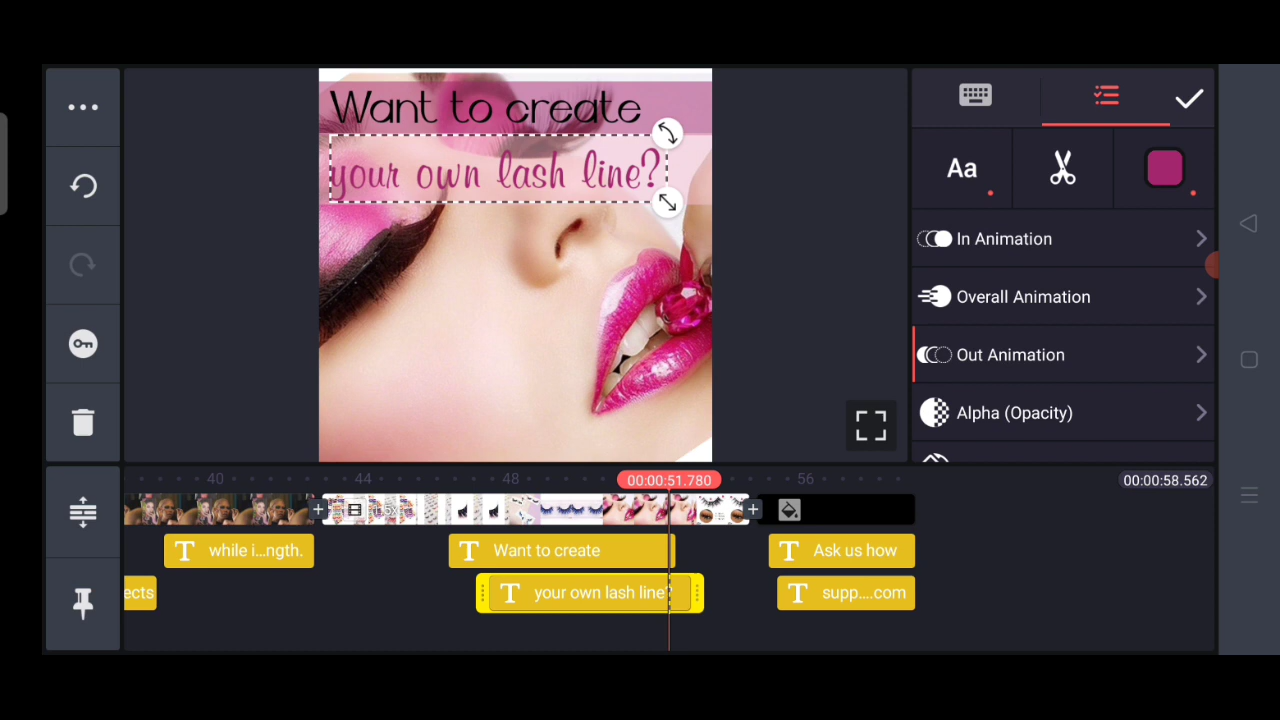 Want to create
your own lash line?
Aa
In Animation
Overall Animation
Out Animation
Alpha (Opacity)
40
44
48
00:00:51.780
56
00:00:58.562
while i...ngth.
Want to create
Ask us how
ects
your own lash line?
supp....com